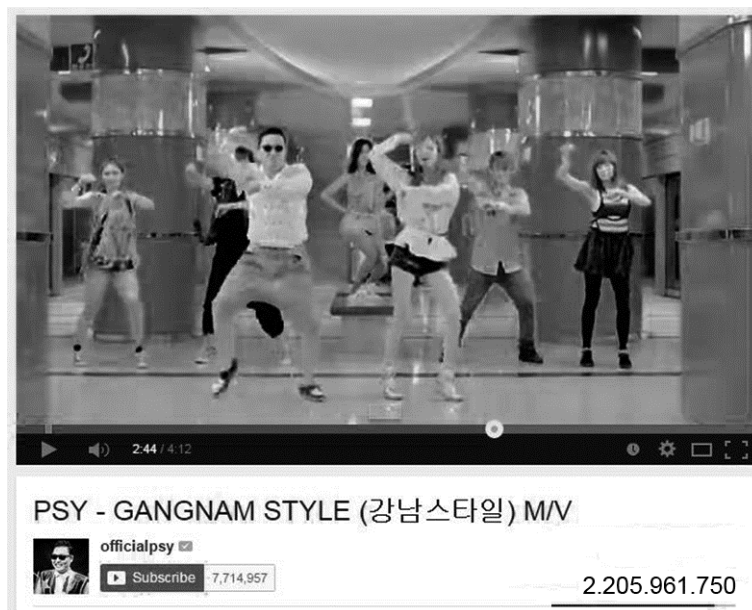 2:44 / 4:12
PSY - GANGNAM STYLE (강남스타일) M/V
officialpsy
Subscribe 7,714,957
2.205.961.750